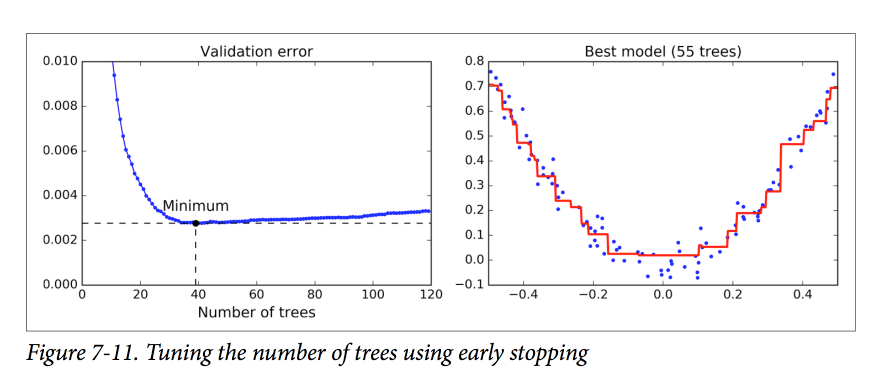 Validation error
0.010
0.008
0.006
0.004
0.002
0.000
Minimum
0 20 40 60 80 100 120
Number of trees
Best model (55 trees)
0.8
0.7
0.6
0.5
0.4
0.3
0.2
0.1
0.0
−0.1
−0.4 −0.2 0.0 0.2 0.4
Figure 7-11. Tuning the number of trees using early stopping